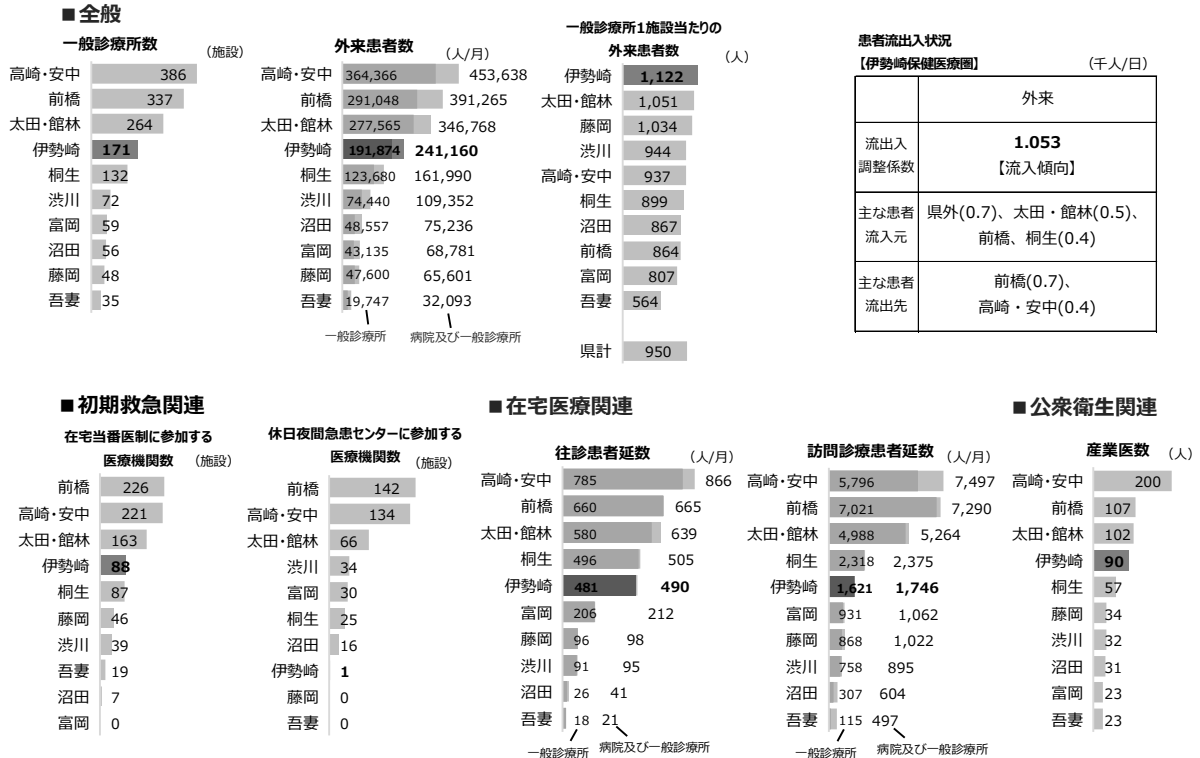 ■全般
一般診療所数 （施設）
高崎・安中 386
前橋 337
太田・館林 264
伊勢崎 171
桐生 132
渋川 72
富岡 59
沼田 56
藤岡 48
吾妻 35
外来患者数 （人/月）
高崎・安中 364,366 453,638
前橋 291,048 391,265
太田・館林 277,565 346,768
伊勢崎 191,874 241,160
桐生 123,680 161,990
渋川 74,440 109,352
沼田 48,557 75,236
富岡 43,135 68,781
藤岡 47,600 65,601
吾妻 19,747 32,093
一般診療所 病院及び一般診療所
一般診療所1施設当たりの
外来患者数 （人）
伊勢崎 1,122
太田・館林 1,051
藤岡 1,034
渋川 944
高崎・安中 937
桐生 899
沼田 867
前橋 864
富岡 807
吾妻 564
県計 950
患者流出入状況
【伊勢崎保健医療圏】 （千人/日）
外来
流出入
調整係数
1.053
【流入傾向】
主な患者
流入元
県外(0.7)、太田・館林(0.5)、
前橋、桐生(0.4)
主な患者
流出先
前橋(0.7)、
高崎・安中(0.4)
■初期救急関連
在宅当番医制に参加する
医療機関数 （施設）
前橋 226
高崎・安中 221
太田・館林 163
伊勢崎 88
桐生 87
藤岡 46
渋川 39
吾妻 19
沼田 7
富岡 0
休日夜間急患センターに参加する
医療機関数 （施設）
前橋 142
高崎・安中 134
太田・館林 66
渋川 34
富岡 30
桐生 25
沼田 16
伊勢崎 1
藤岡 0
吾妻 0
■在宅医療関連
往診患者延数 （人/月）
高崎・安中 785 866
前橋 660 665
太田・館林 580 639
桐生 496 505
伊勢崎 481 490
富岡 206 212
藤岡 96 98
渋川 91 95
沼田 26 41
吾妻 18 21
一般診療所 病院及び一般診療所
訪問診療患者延数 （人/月）
高崎・安中 5,796 7,497
前橋 7,021 7,290
太田・館林 4,988 5,264
桐生 2,318 2,375
伊勢崎 1,621 1,746
富岡 931 1,062
藤岡 868 1,022
渋川 758 895
沼田 307 604
吾妻 115 497
一般診療所 病院及び一般診療所
■公衆衛生関連
産業医数 （人）
高崎・安中 200
前橋 107
太田・館林 102
伊勢崎 90
桐生 57
藤岡 34
渋川 32
沼田 31
富岡 23
吾妻 23